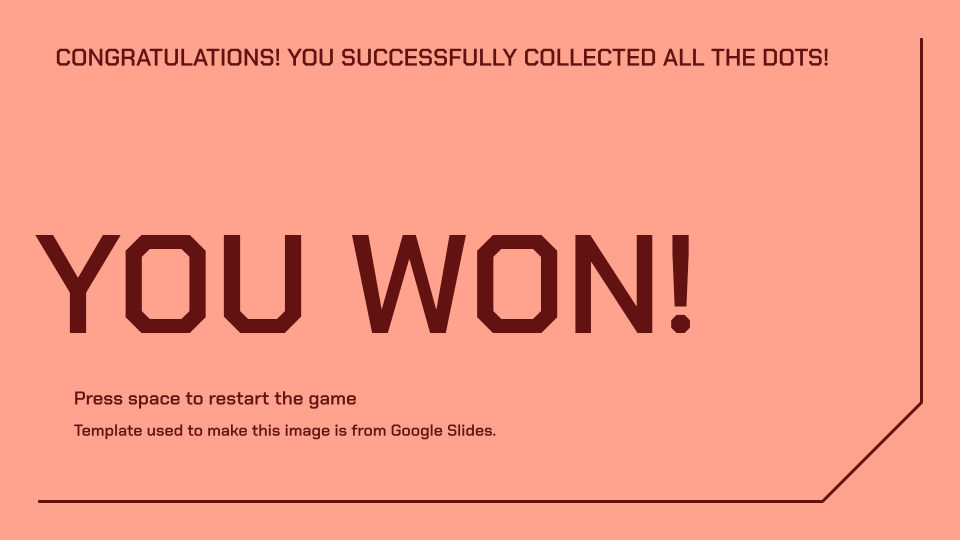 CONGRATULATIONS! YOU SUCCESSFULLY COLLECTED ALL THE DOTS!
YOU WON!
Press space to restart the game
Template used to make this image is from Google Slides.